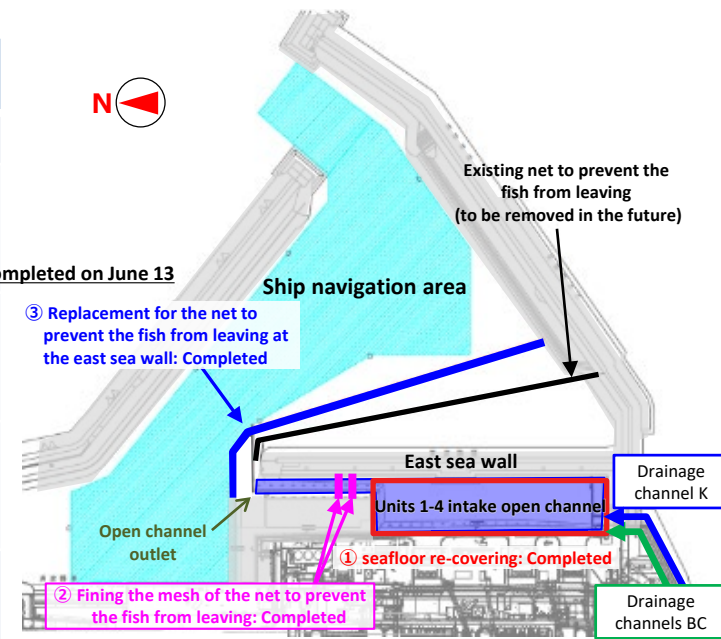 N
Existing net to prevent the
fish from leaving
(to be removed in the future)
ompleted on June 13
Ship navigation area
③ Replacement for the net to
prevent the fish from leaving at
the east sea wall: Completed
East sea wall
Drainage
channel K
Units 1-4 intake open channel
Open channel
outlet
① seafloor re-covering: Completed
② Fining the mesh of the net to prevent
the fish from leaving: Completed
Drainage
channels BC